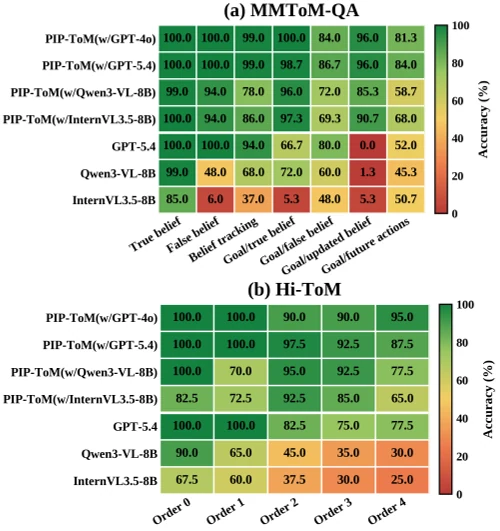 (a) MMToM-QA
PIP-ToM(w/GPT-4o) 100.0 100.0 99.0 100.0 84.0 96.0 81.3
PIP-ToM(w/GPT-5.4) 100.0 100.0 99.0 98.7 86.7 96.0 84.0
PIP-ToM(w/Qwen3-VL-8B) 99.0 94.0 78.0 96.0 72.0 85.3 58.7
PIP-ToM(w/InternVL3.5-8B) 100.0 94.0 86.0 97.3 69.3 90.7 68.0
GPT-5.4 100.0 100.0 94.0 66.7 80.0 0.0 52.0
Qwen3-VL-8B 99.0 48.0 68.0 72.0 60.0 1.3 45.3
InternVL3.5-8B 85.0 6.0 37.0 5.3 48.0 5.3 50.7
True belief
False belief
Belief tracking
Goal/true belief
Goal/false belief
Goal/updated belief
Goal/future actions
100
80
60
40
20
0
Accuracy (%)
(b) Hi-ToM
PIP-ToM(w/GPT-4o) 100.0 100.0 90.0 90.0 95.0
PIP-ToM(w/GPT-5.4) 100.0 100.0 97.5 92.5 87.5
PIP-ToM(w/Qwen3-VL-8B) 100.0 70.0 95.0 92.5 77.5
PIP-ToM(w/InternVL3.5-8B) 82.5 72.5 92.5 85.0 65.0
GPT-5.4 100.0 100.0 82.5 75.0 77.5
Qwen3-VL-8B 90.0 65.0 45.0 35.0 30.0
InternVL3.5-8B 67.5 60.0 37.5 30.0 25.0
Order 0
Order 1
Order 2
Order 3
Order 4
100
80
60
40
20
0
Accuracy (%)